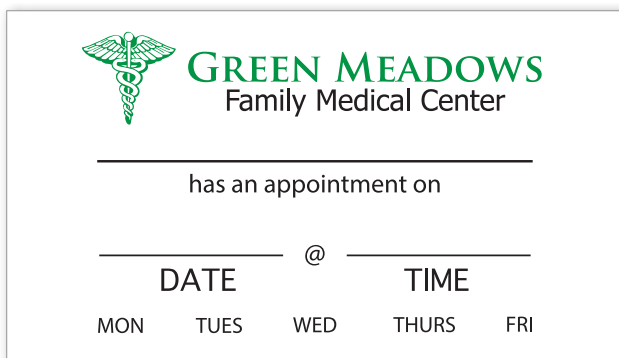 GREEN MEADOWS
Family Medical Center
has an appointment on
@
DATE TIME
MON TUES WED THURS FRI